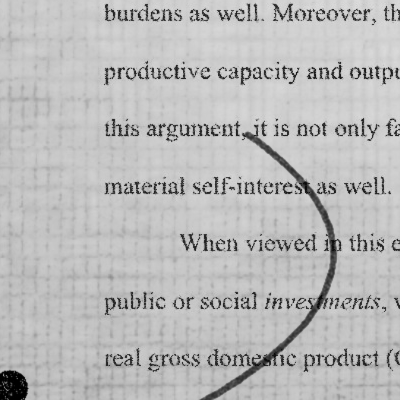 burdens as well. Moreover, th
productive capacity and outpu
this argument, it is not only fa
material self-interest as well.
When viewed in this e
public or social investments, v
real gross domestic product (G